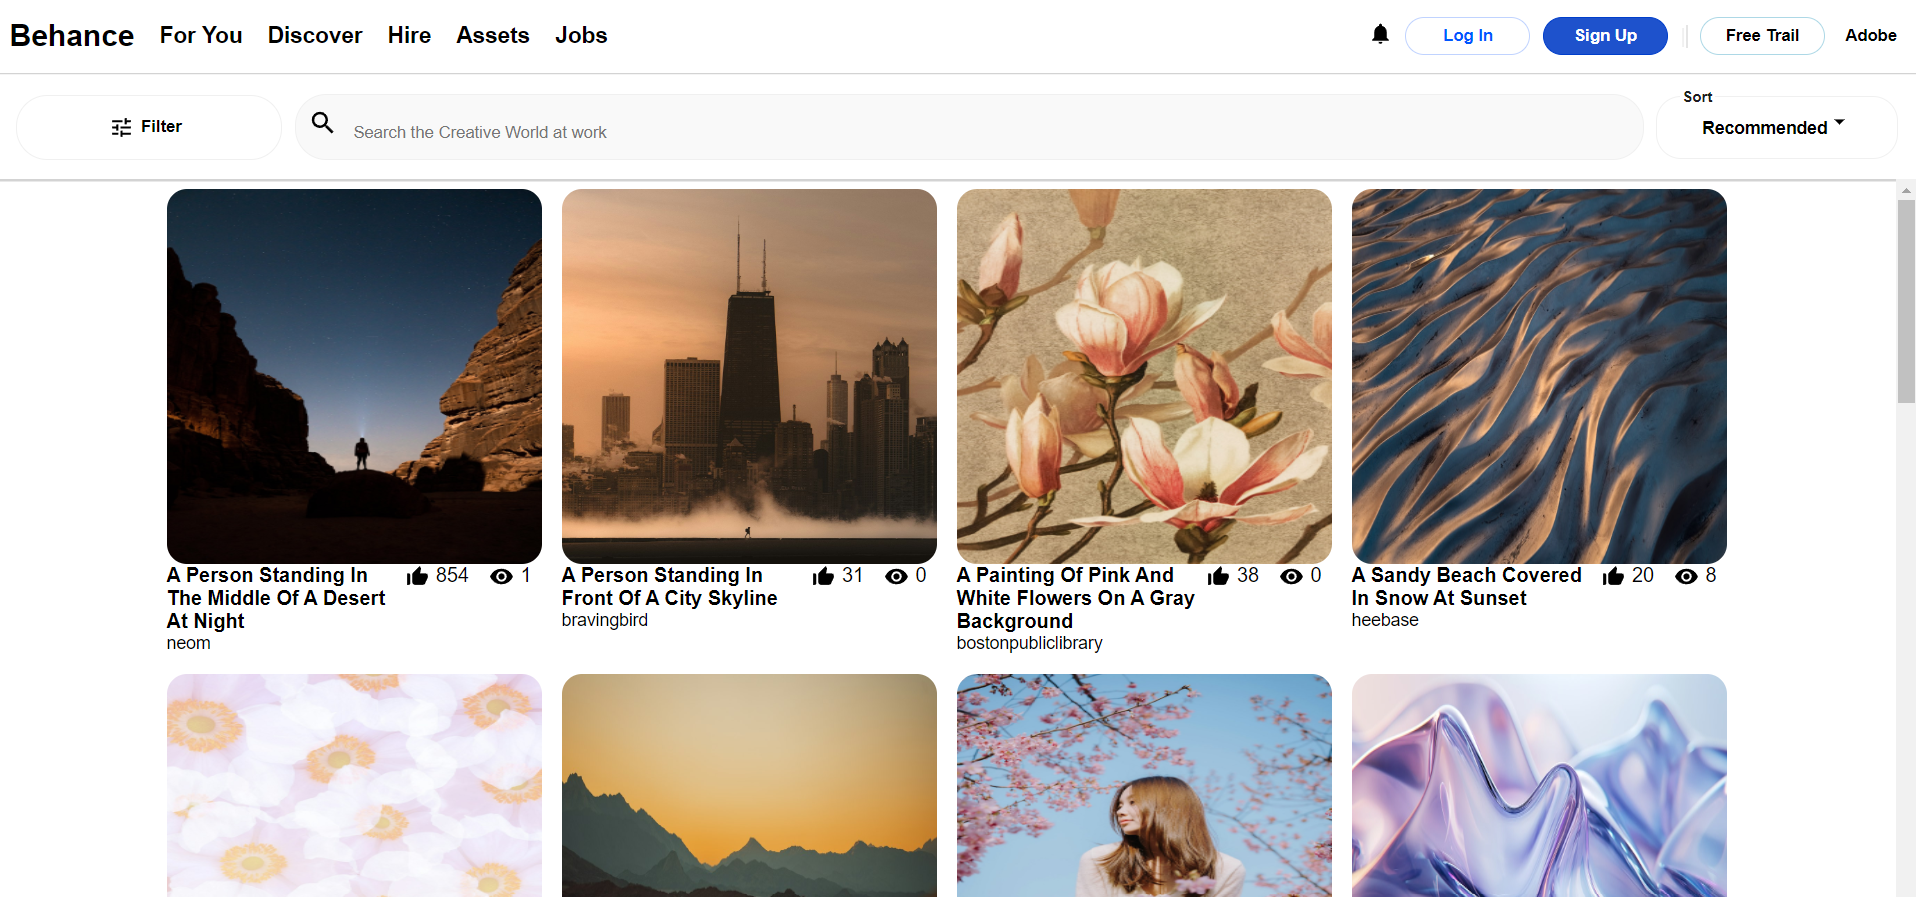 Behance For You Discover Hire Assets Jobs Log In Sign Up Free Trail Adobe
Sort
Filter Search the Creative World at work Recommended
A Person Standing In
The Middle Of A Desert
At Night
neom
854 1
A Person Standing In
Front Of A City Skyline
bravingbird
31 0
A Painting Of Pink And
White Flowers On A Gray
Background
bostonpubliclibrary
38 0
A Sandy Beach Covered
In Snow At Sunset
heebase
20 8